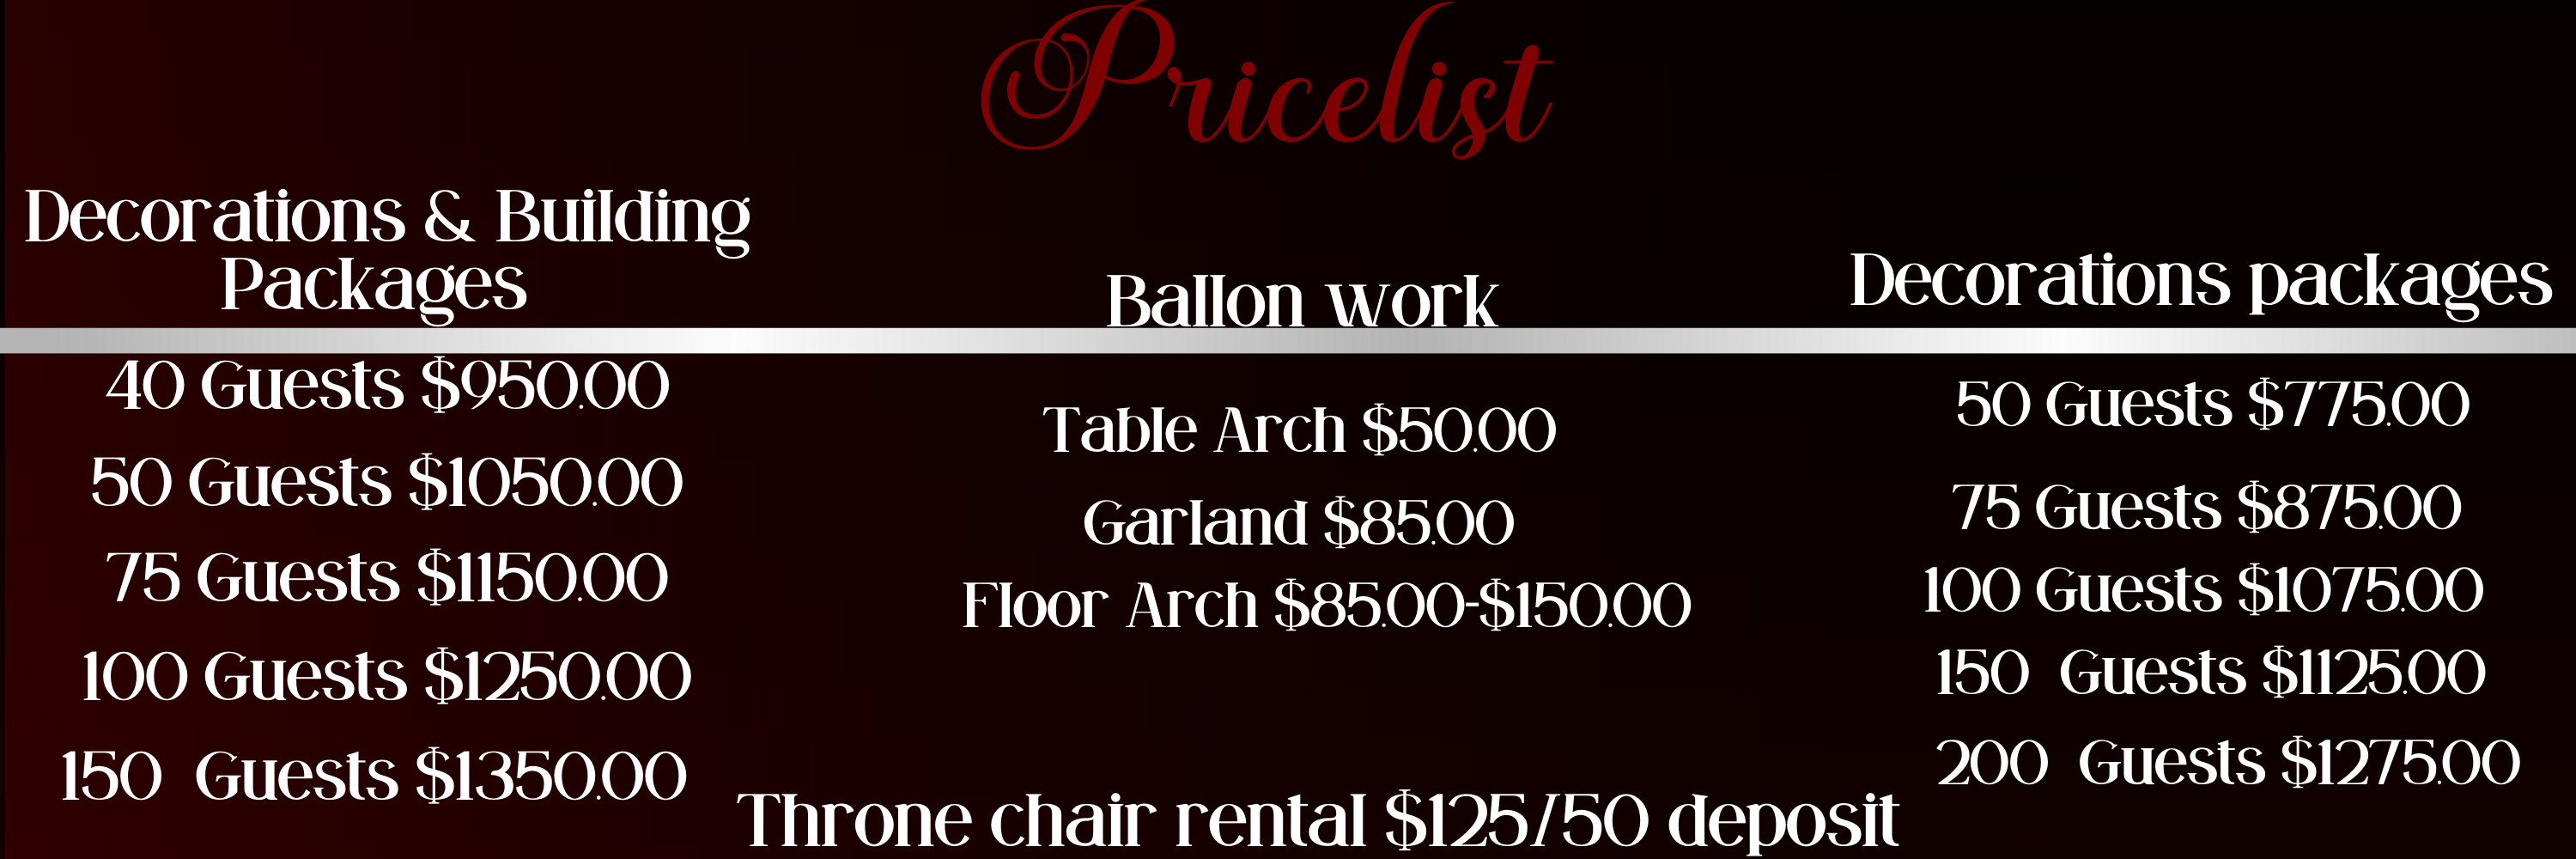 Pricelist
Decorations & Building
Packages
40 Guests $950.00
50 Guests $1050.00
75 Guests $1150.00
100 Guests $1250.00
150 Guests $1350.00
Ballon work
Table Arch $50.00
Garland $85.00
Floor Arch $85.00-$150.00
Throne chair rental $125/50 deposit
Decorations packages
50 Guests $775.00
75 Guests $875.00
100 Guests $1075.00
150 Guests $1125.00
200 Guests $1275.00